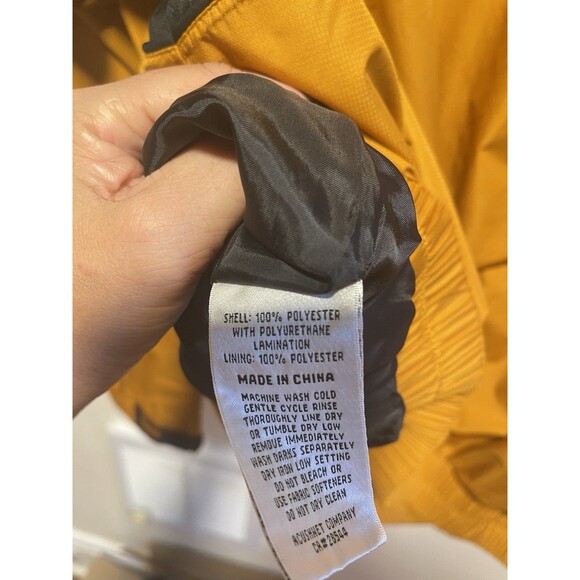 SHELL: 100% POLYESTER
WITH POLYURETHANE
LAMINATION
LINING: 100% POLYESTER
MADE IN CHINA
MACHINE WASH COLD
GENTLE CYCLE RINSE
THOROUGHLY LINE DRY
OR TUMBLE DRY LOW
REMOVE IMMEDIATELY
WASH DARKS SEPARATELY
DRY IRON LOW SETTING
DO NOT BLEACH OR
USE FABRIC SOFTENERS
DO NOT DRY CLEAN
ACUSHNET COMPANY
CA#28544